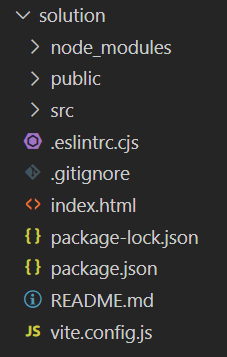 solution
node_modules
public
src
.eslintrc.cjs
.gitignore
index.html
package-lock.json
package.json
README.md
vite.config.js